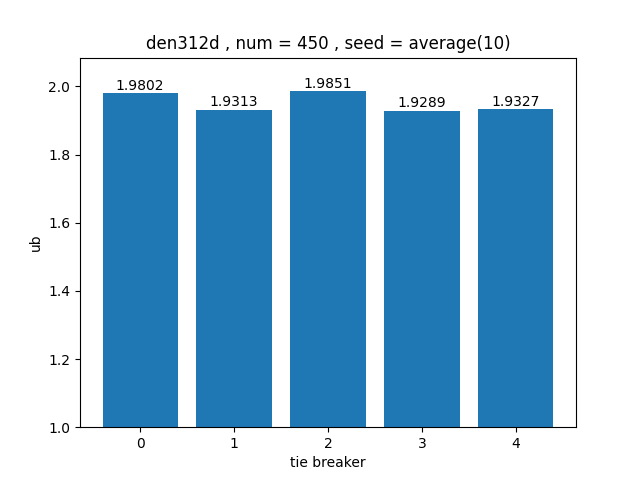 den312d , num = 450 , seed = average(10)
2.0
1.8
1.6
1.4
1.2
1.0
ub
1.9802
1.9313
1.9851
1.9289
1.9327
0 1 2 3 4
tie breaker